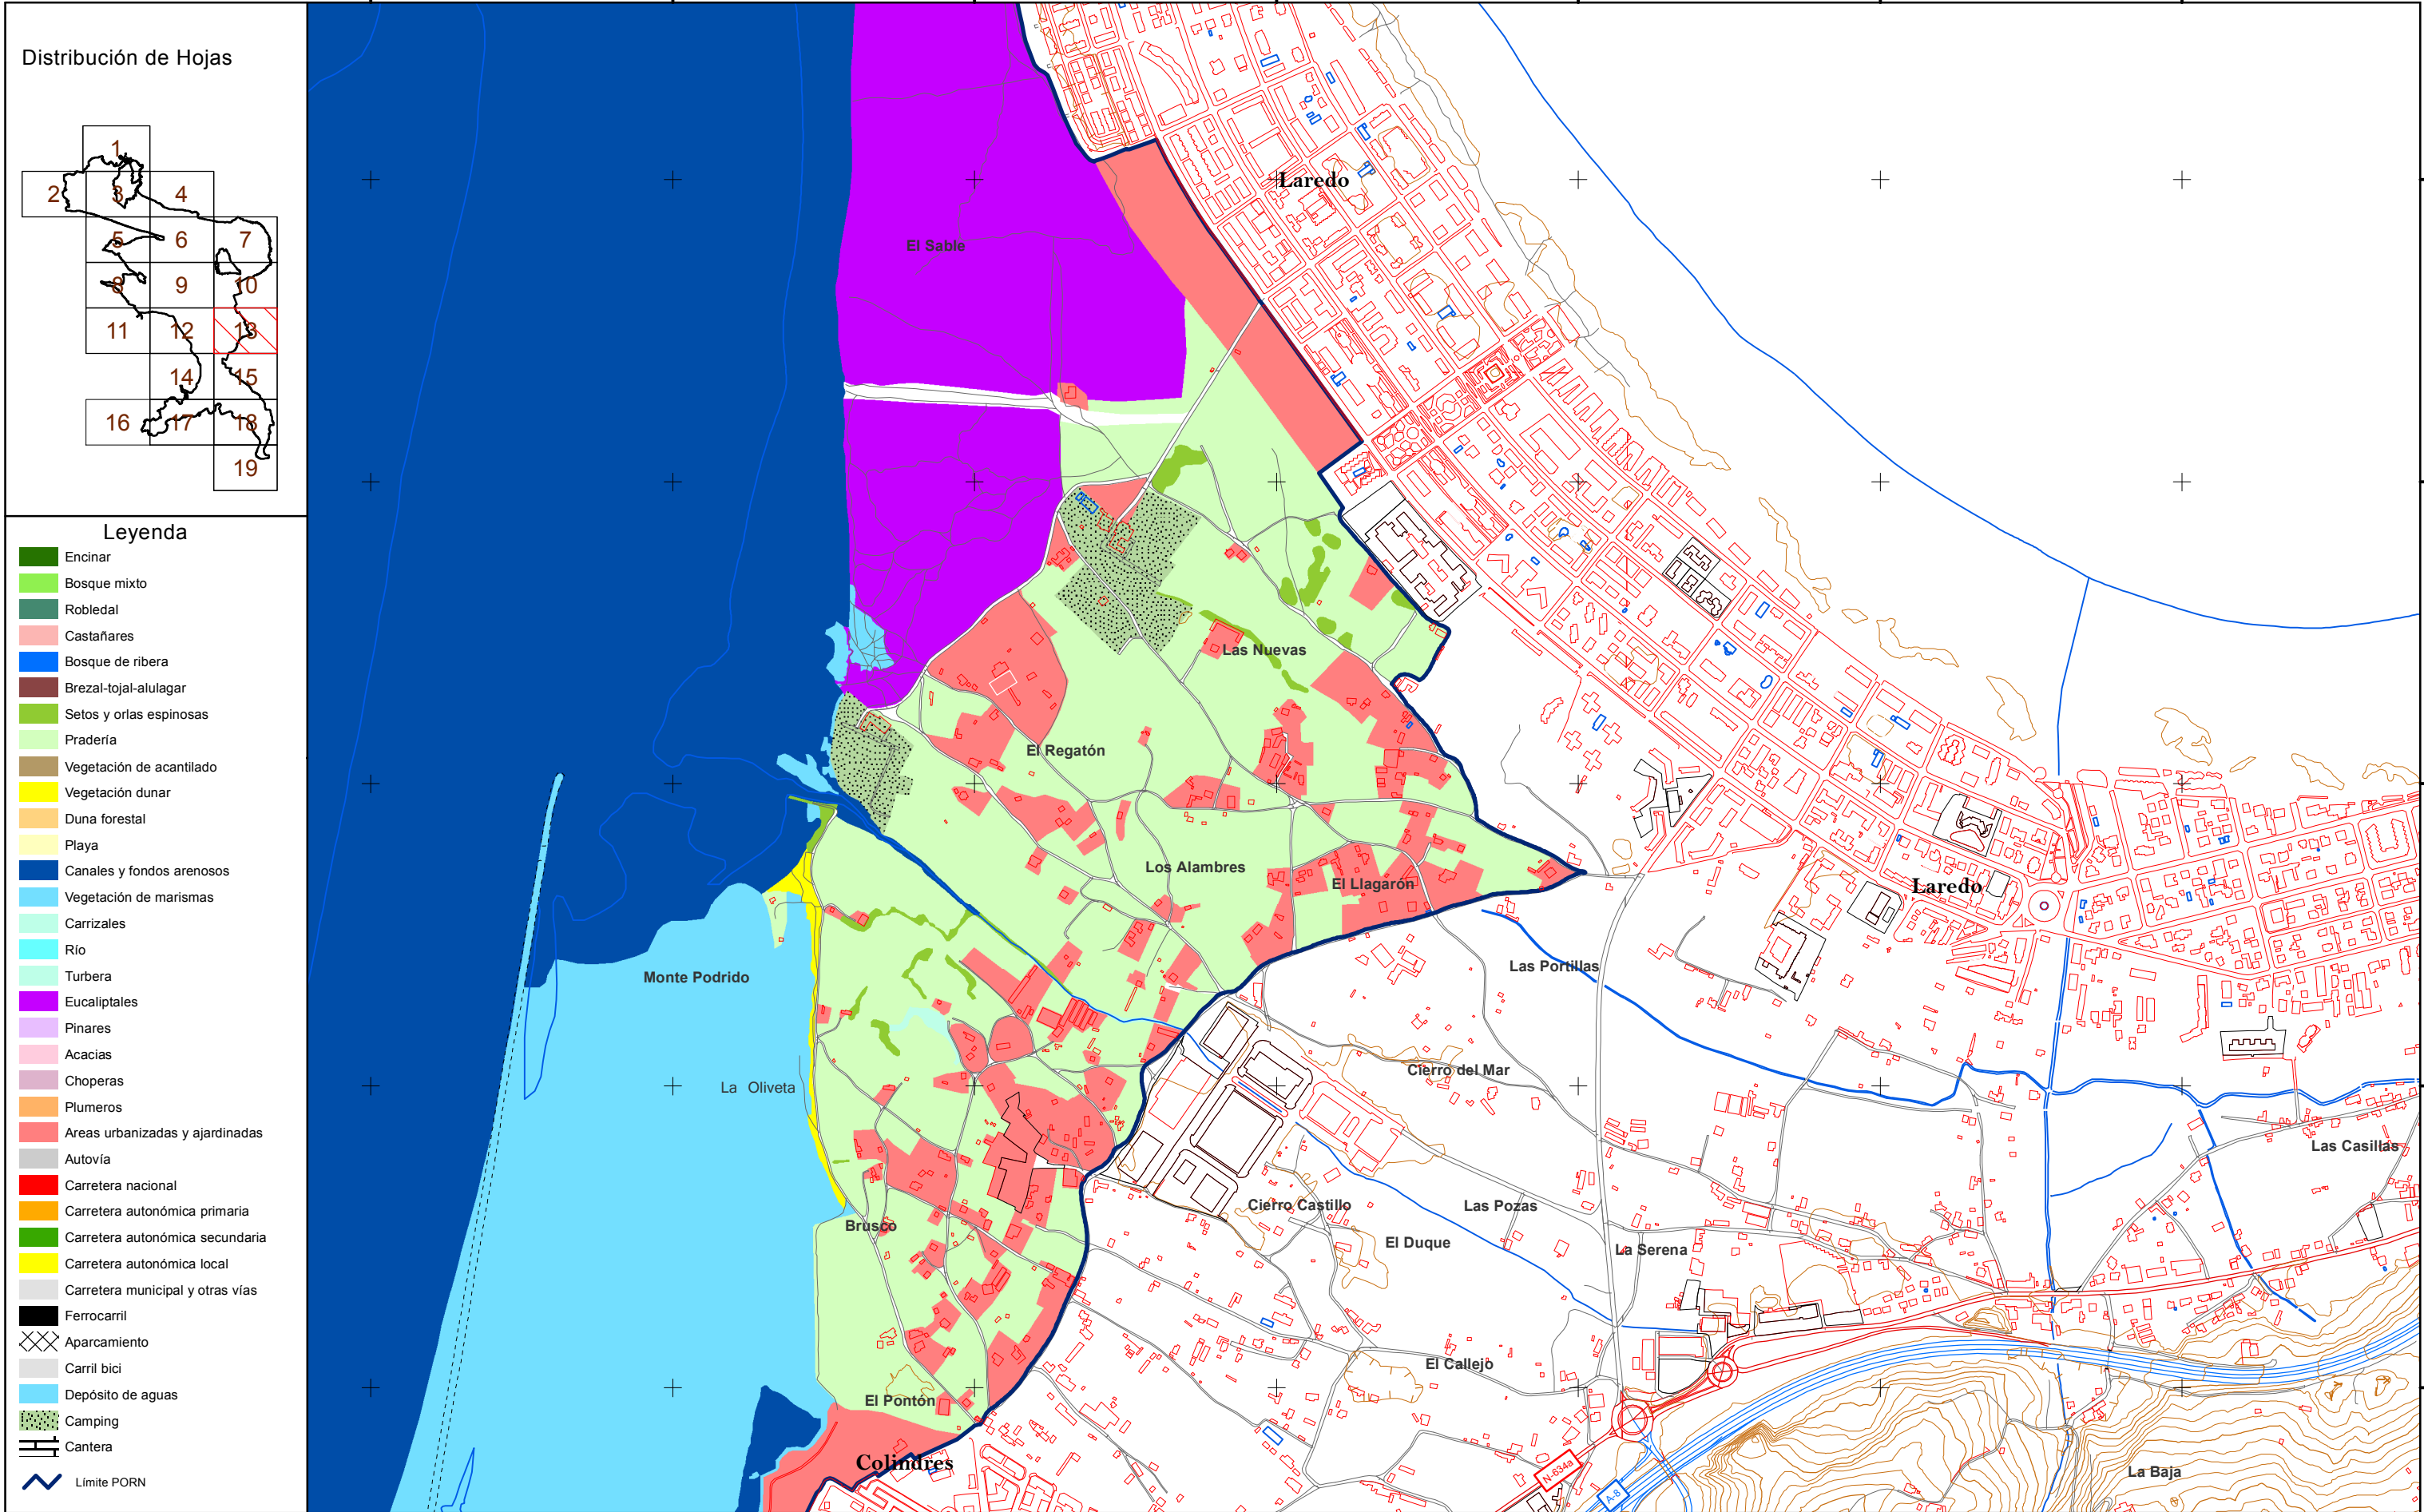 Distribución de Hojas
1
2
3
4
5
6
7
8
9
10
11
12
13
14
15
16
17
18
19
Leyenda
Encinar
Bosque mixto
Robledal
Castañares
Bosque de ribera
Brezal-tojal-alulagar
Setos y orlas espinosas
Pradería
Vegetación de acantilado
Vegetación dunar
Duna forestal
Playa
Canales y fondos arenosos
Vegetación de marismas
Carrizales
Río
Turbera
Eucaliptales
Pinares
Acacias
Choperas
Plumeros
Areas urbanizadas y ajardinadas
Autovía
Carretera nacional
Carretera autonómica primaria
Carretera autonómica secundaria
Carretera autonómica local
Carretera municipal y otras vías
Ferrocarril
Aparcamiento
Carril bici
Depósito de aguas
Camping
Cantera
Límite PORN
Laredo
El Sable
Las Nuevas
El Regatón
Los Alambres
El Llagarón
Laredo
Monte Podrido
Las Portillas
La Oliveta
Cierro del Mar
Las Casillas
Brusco
Cierro Castillo
Las Pozas
El Duque
La Serena
El Callejo
El Pontón
Colindres
N-634a
A-8
La Baja